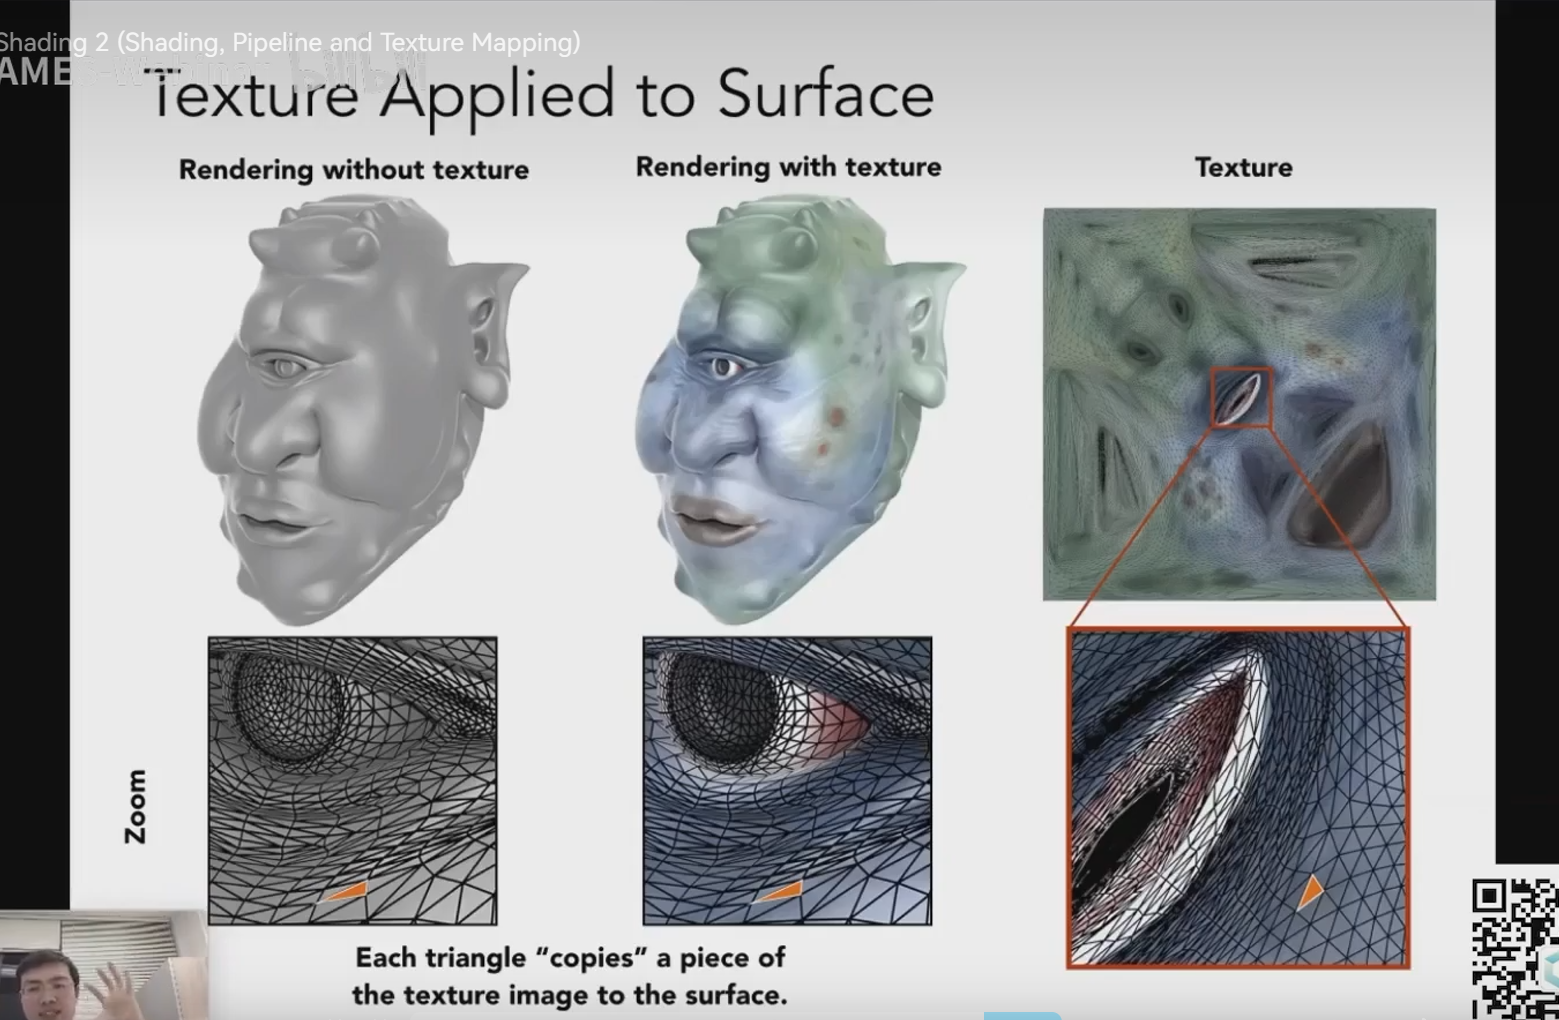 Shading 2 (Shading, Pipeline and Texture Mapping)
AMES-Webinar bilibili
Texture Applied to Surface
Rendering without texture
Rendering with texture
Texture
Zoom
Each triangle “copies” a piece of
the texture image to the surface.